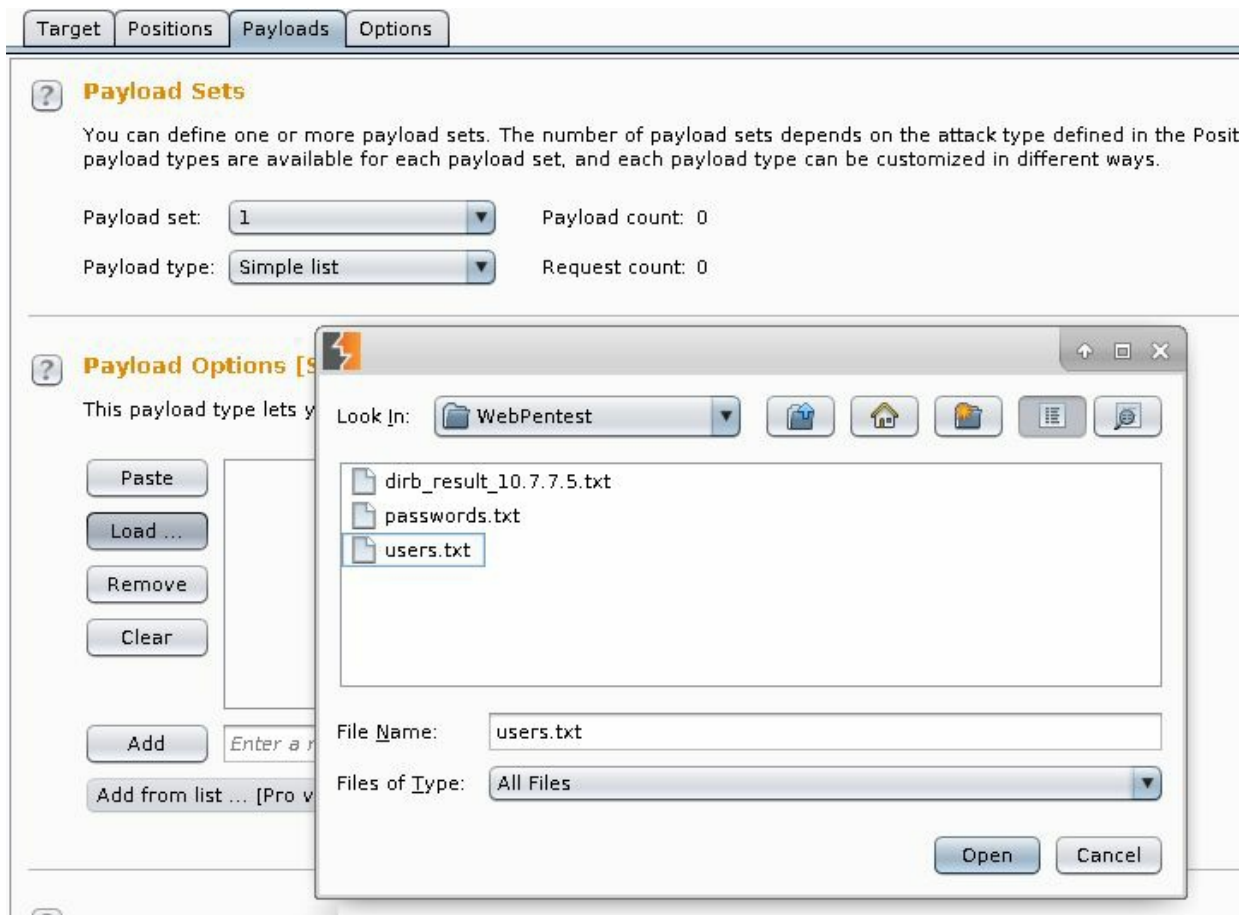 Target Positions Payloads Options
Payload Sets
You can define one or more payload sets. The number of payload sets depends on the attack type defined in the Posit
payload types are available for each payload set, and each payload type can be customized in different ways.
Payload set: 1 Payload count: 0
Payload type: Simple list Request count: 0
Payload Options [S
This payload type lets y
Paste
Load ...
Remove
Clear
Add
Enter a n
Add from list ... [Pro v
Look In: WebPentest
dirb_result_10.7.7.5.txt
passwords.txt
users.txt
File Name: users.txt
Files of Type: All Files
Open Cancel